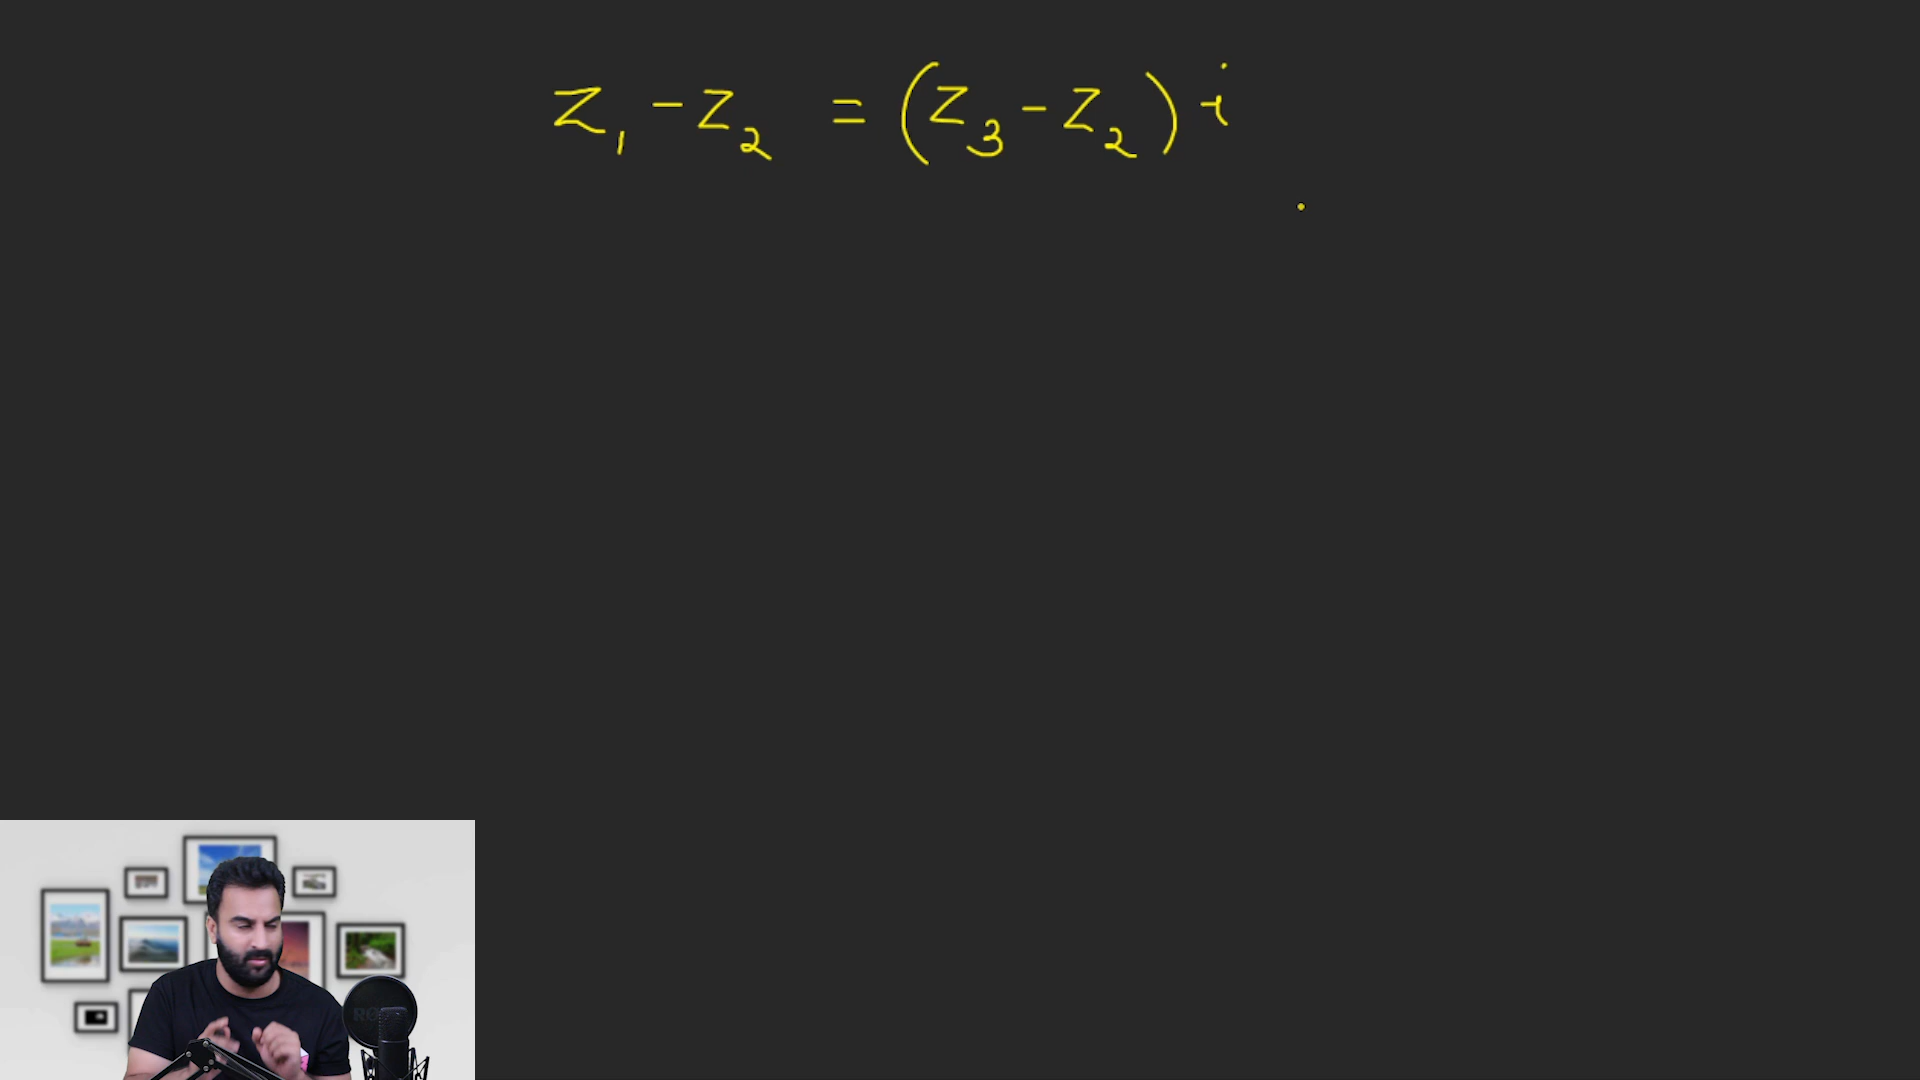 Z₁ - Z₂ = (Z₃ - Z₂) i